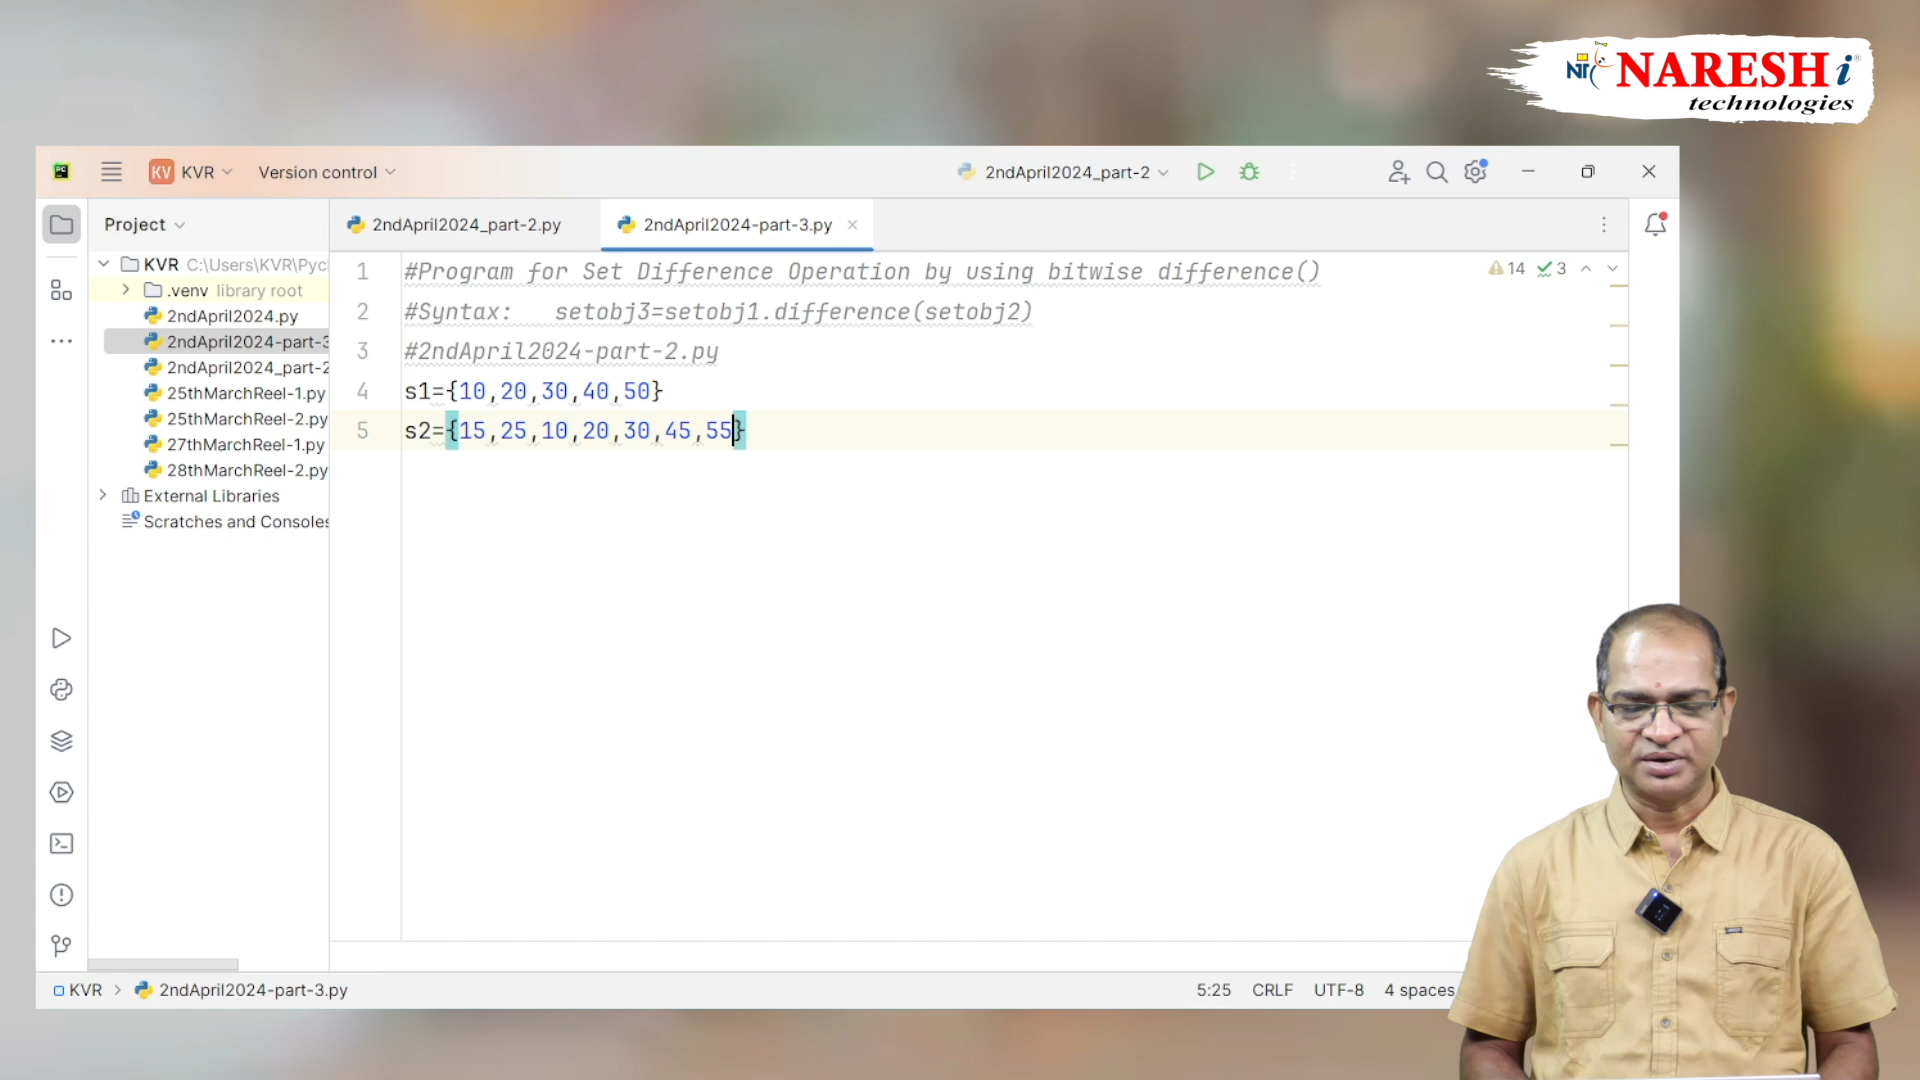 NARESH i
technologies
PC
KV KVR
Version control
2ndApril2024_part-2
Project
2ndApril2024_part-2.py
2ndApril2024-part-3.py
KVR C:\Users\KVR\Pycl
.venv library root
2ndApril2024.py
2ndApril2024-part-3
2ndApril2024_part-2
25thMarchReel-1.py
25thMarchReel-2.py
27thMarchReel-1.py
28thMarchReel-2.py
External Libraries
Scratches and Consoles
1 #Program for Set Difference Operation by using bitwise difference()
2 #Syntax: setobj3=setobj1.difference(setobj2)
3 #2ndApril2024-part-2.py
4 s1={10,20,30,40,50}
5 s2={15,25,10,20,30,45,55}
14 3
KVR > 2ndApril2024-part-3.py
5:25 CRLF UTF-8 4 spaces